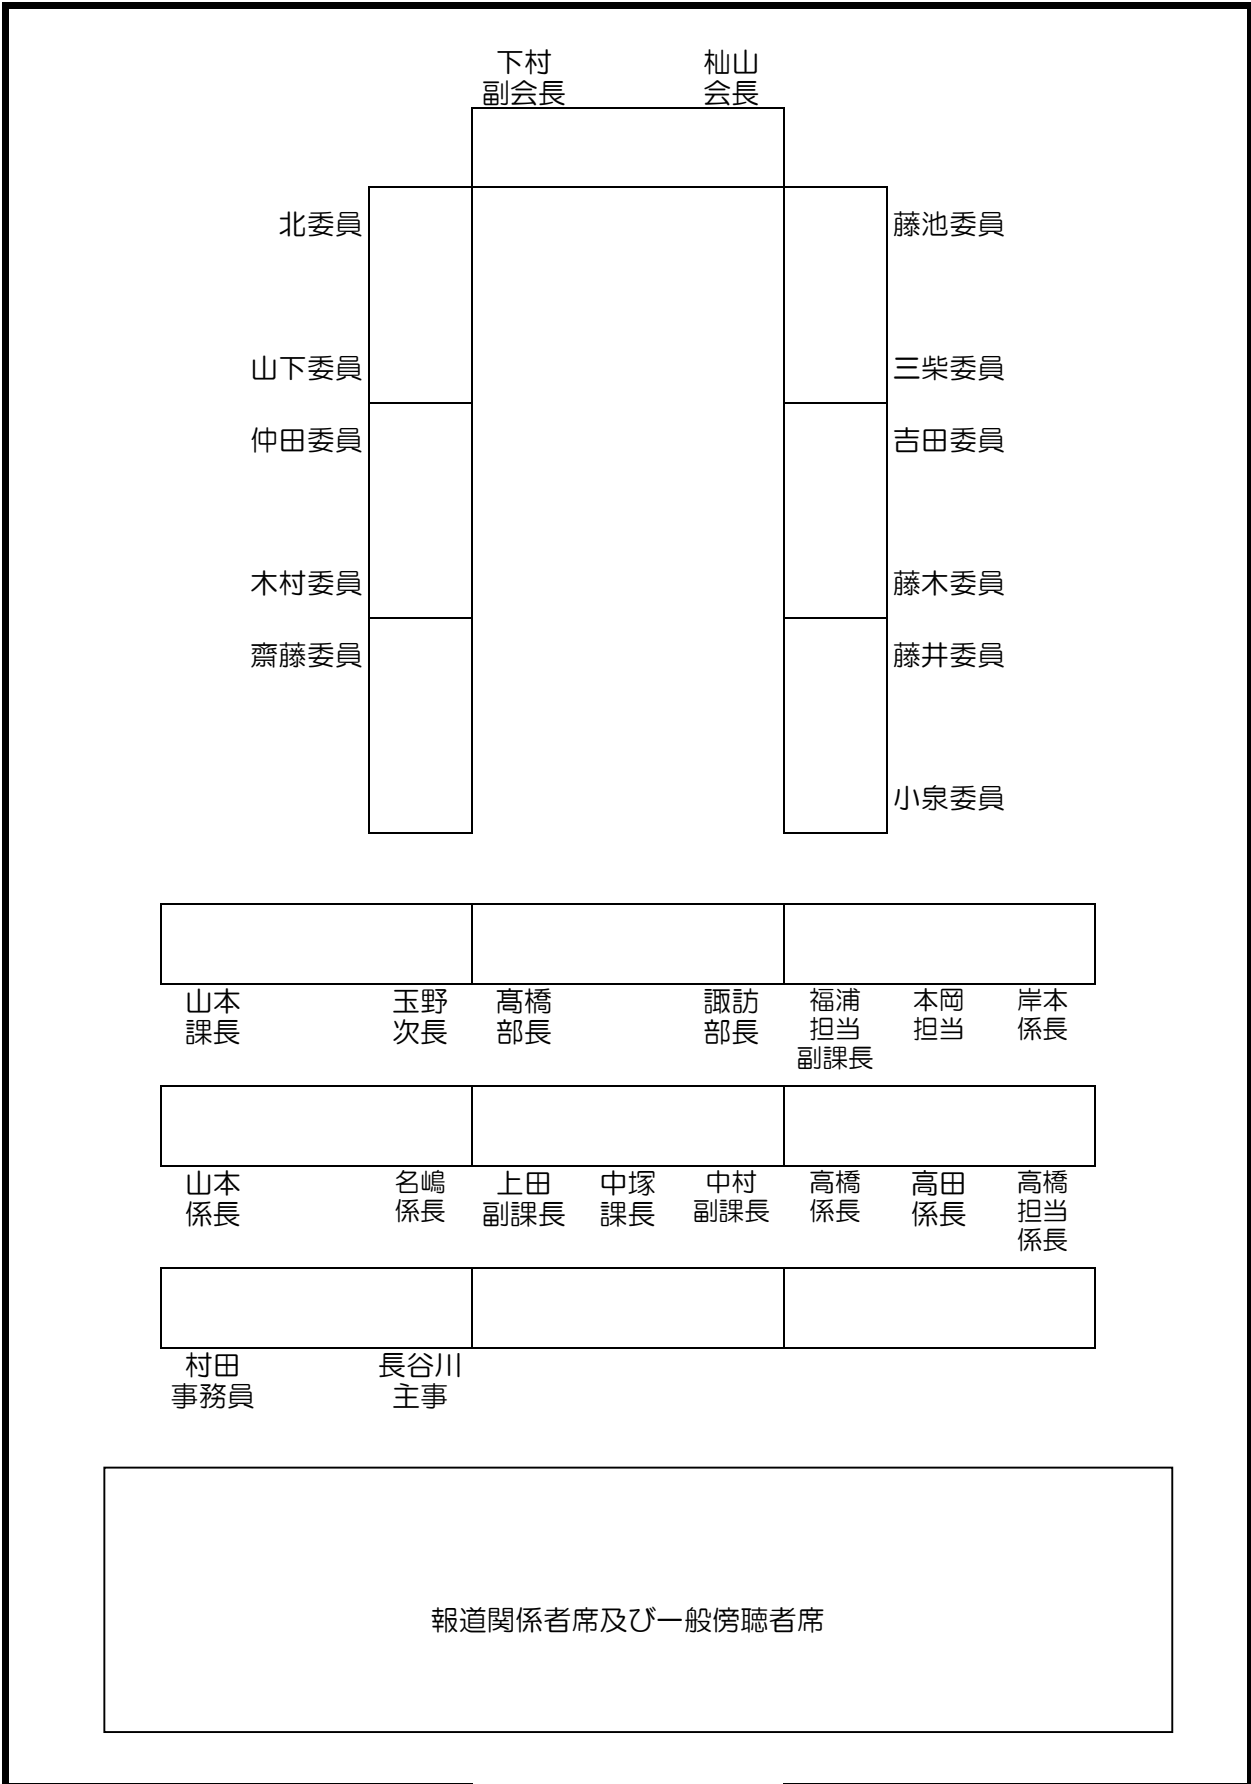 下村 杣山
副会長 会長
北委員 藤池委員
山下委員 三柴委員
仲田委員 吉田委員
木村委員 藤木委員
齋藤委員 藤井委員
小泉委員
山本 玉野 髙橋 諏訪 福浦 本岡 岸本
課長 次長 部長 部長 担当 担当 係長
副課長
山本 名嶋 上田 中塚 中村 高橋 高田 高橋
係長 係長 副課長 課長 副課長 係長 係長 担当
係長
村田 長谷川
事務員 主事
報道関係者席及び一般傍聴者席